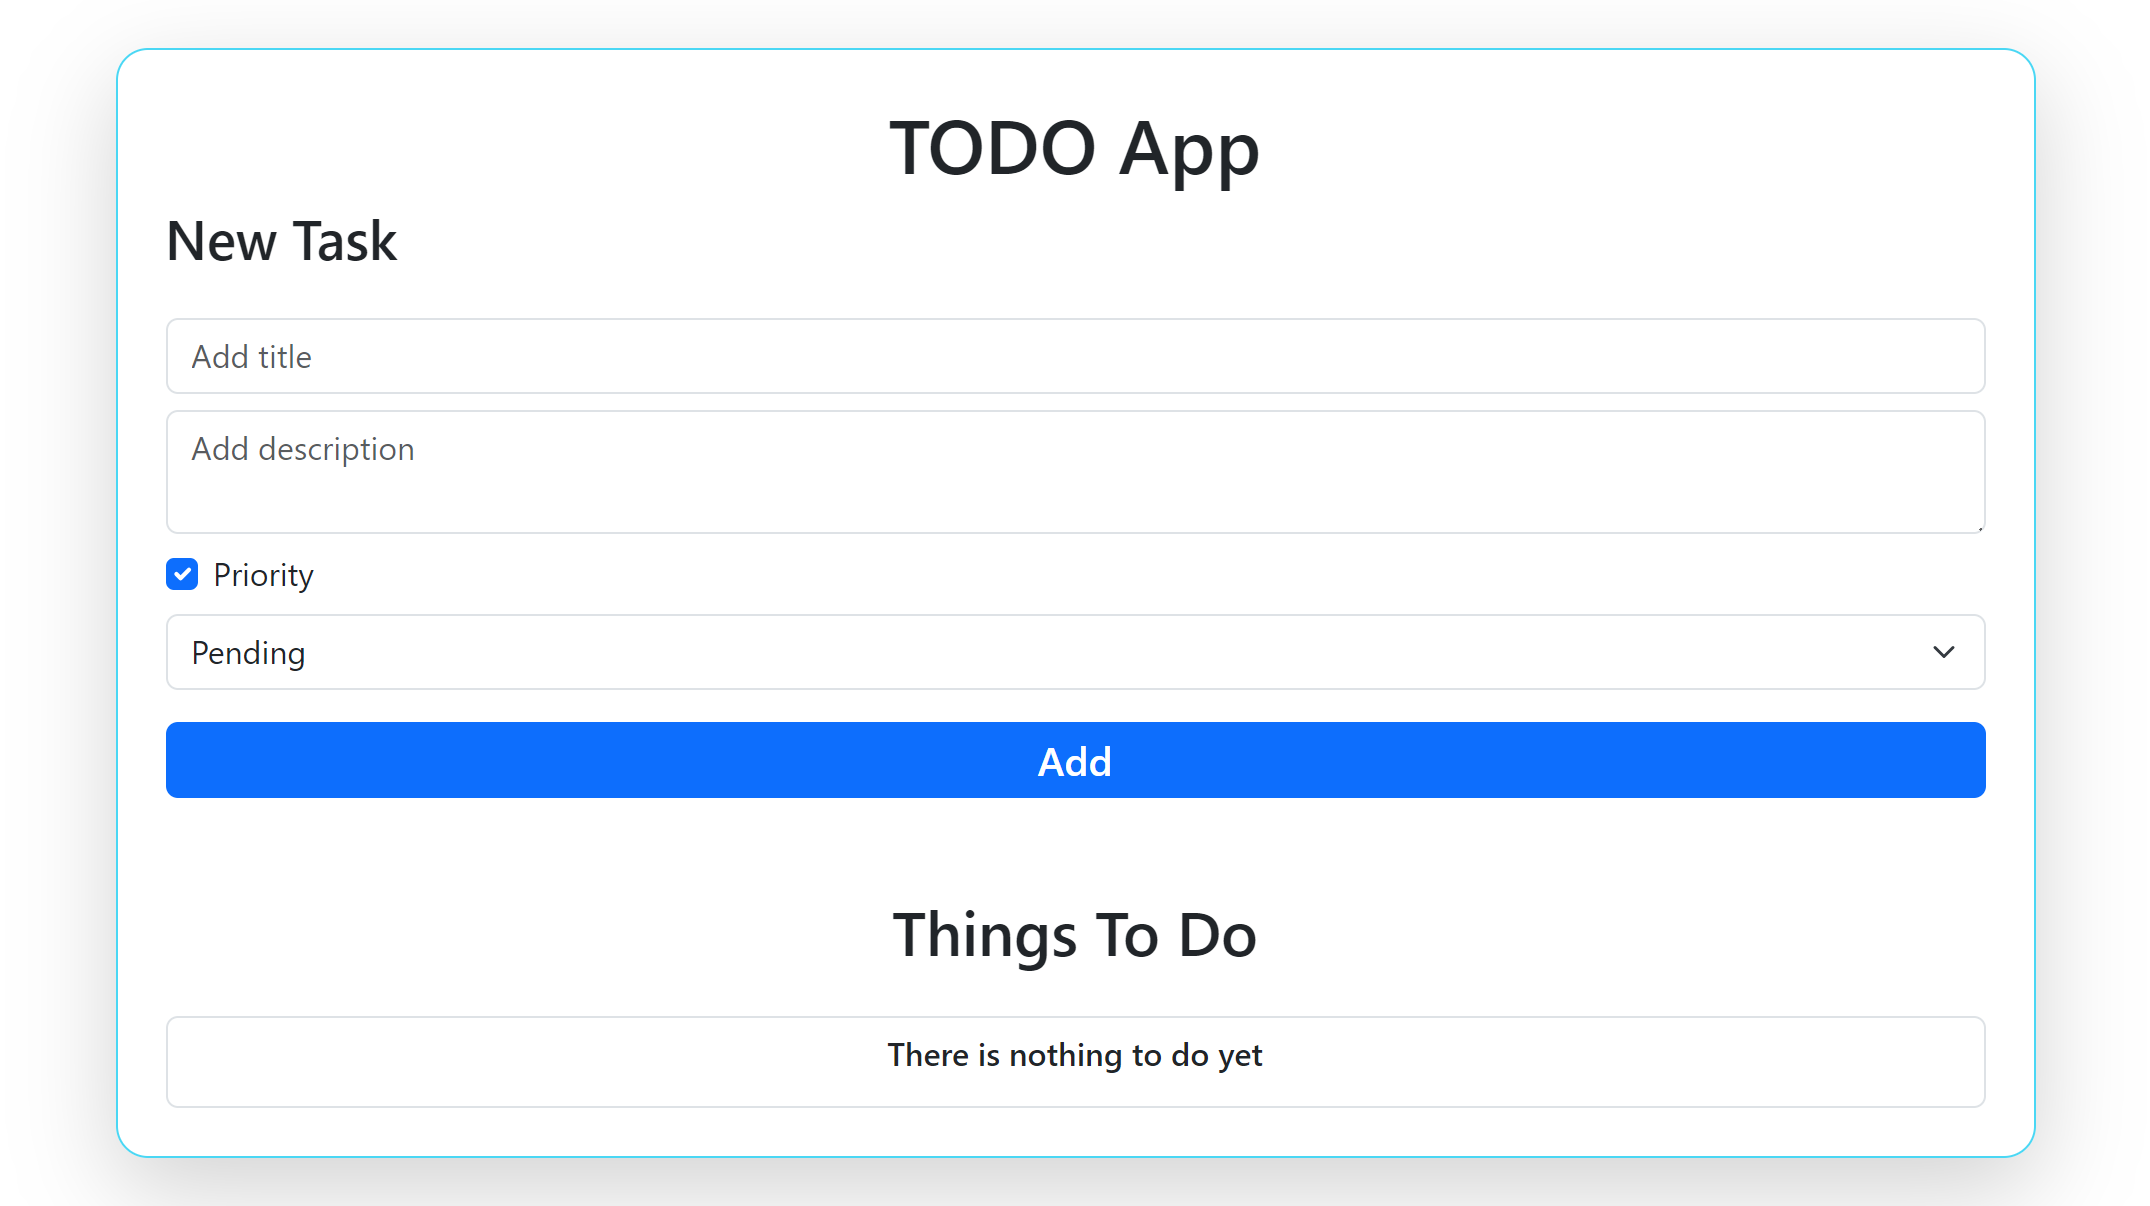 TODO App
New Task
Add title
Add description
Priority
Pending
Add
Things To Do
There is nothing to do yet